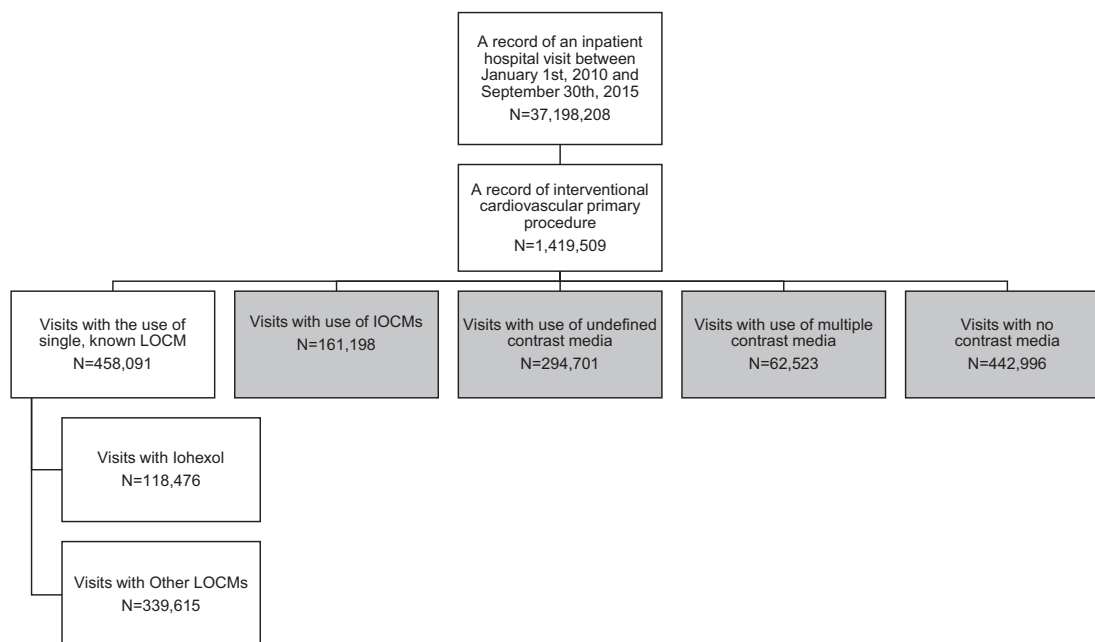 A record of an inpatient
hospital visit between
January 1st, 2010 and
September 30th, 2015
N=37,198,208
A record of interventional
cardiovascular primary
procedure
N=1,419,509
Visits with the use of
single, known LOCM
N=458,091
Visits with use of IOCMs
N=161,198
Visits with use of undefined
contrast media
N=294,701
Visits with use of multiple
contrast media
N=62,523
Visits with no
contrast media
N=442,996
Visits with Iohexol
N=118,476
Visits with Other LOCMs
N=339,615